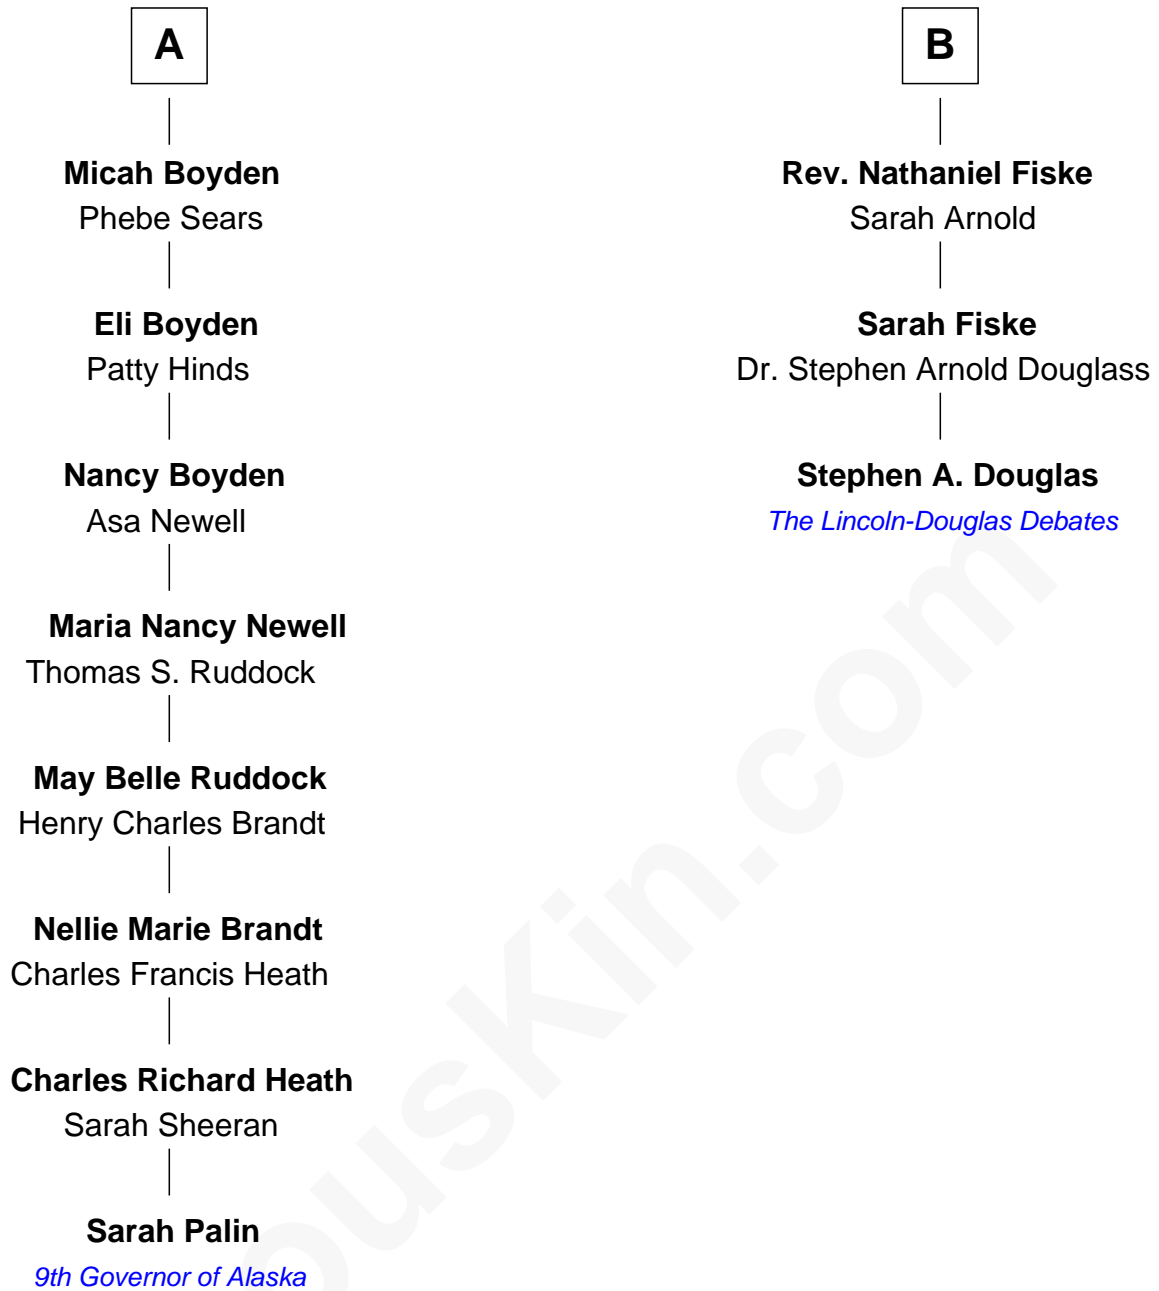 A
Micah Boyden
Phebe Sears
Eli Boyden
Patty Hinds
Nancy Boyden
Asa Newell
Maria Nancy Newell
Thomas S. Ruddock
May Belle Ruddock
Henry Charles Brandt
Nellie Marie Brandt
Charles Francis Heath
Charles Richard Heath
Sarah Sheeran
Sarah Palin
9th Governor of Alaska
B
Rev. Nathaniel Fiske
Sarah Arnold
Sarah Fiske
Dr. Stephen Arnold Douglass
Stephen A. Douglas
The Lincoln-Douglas Debates
ousKin.com